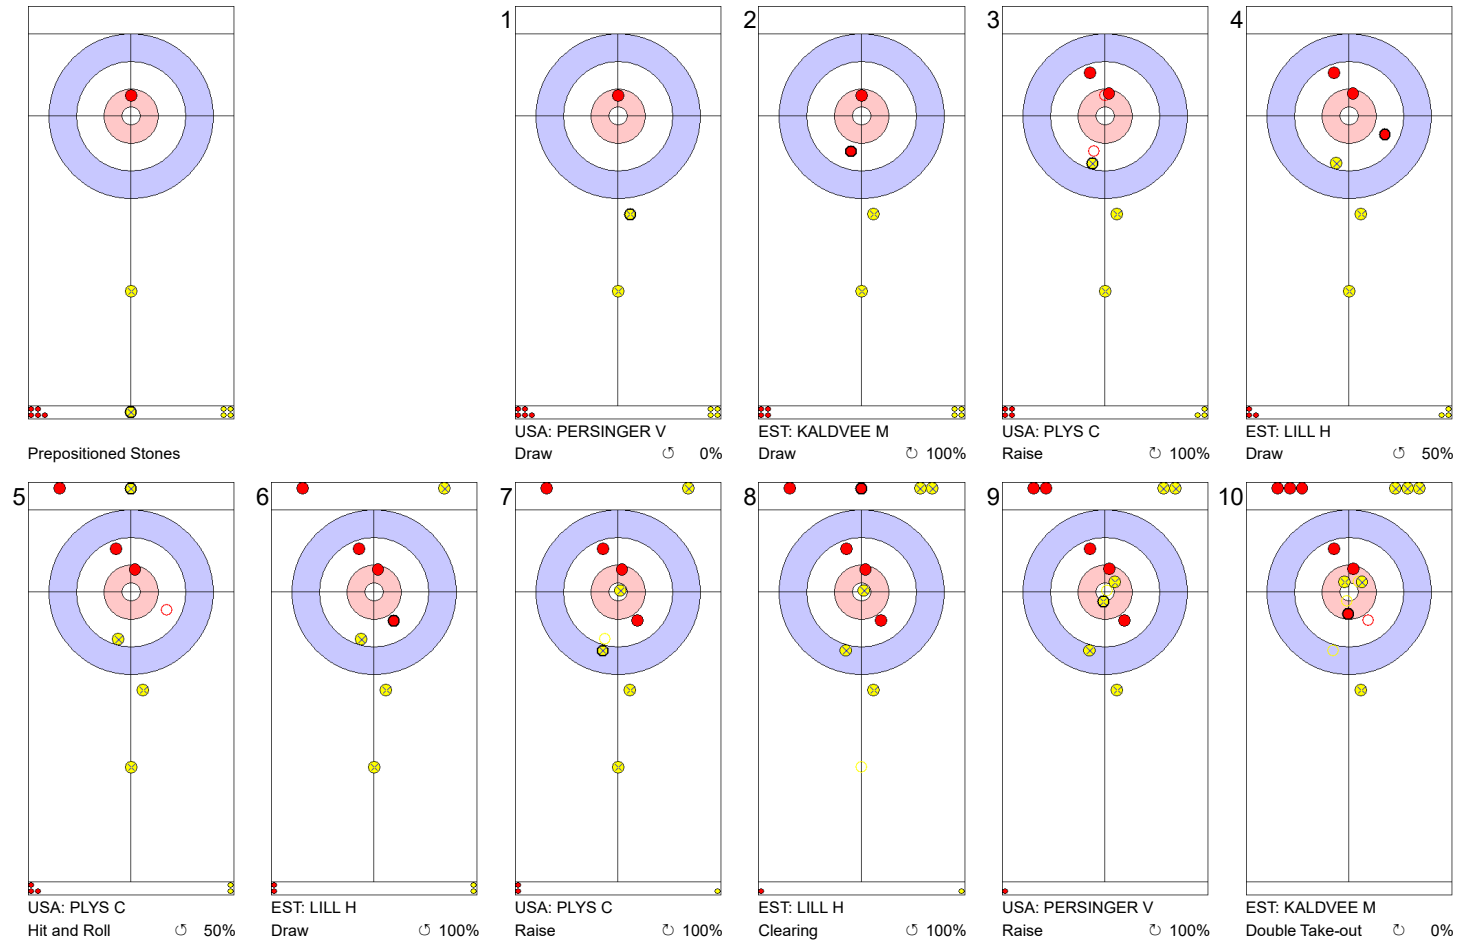 Prepositioned Stones
1
USA: PERSINGER V
Draw ↺ 0%
2
EST: KALDVEE M
Draw ↻ 100%
3
USA: PLYS C
Raise ↻ 100%
4
EST: LILL H
Draw ↺ 50%
5
USA: PLYS C
Hit and Roll ↺ 50%
6
EST: LILL H
Draw ↺ 100%
7
USA: PLYS C
Raise ↺ 100%
8
EST: LILL H
Clearing ↺ 100%
9
USA: PERSINGER V
Raise ↻ 100%
10
EST: KALDVEE M
Double Take-out ↻ 0%